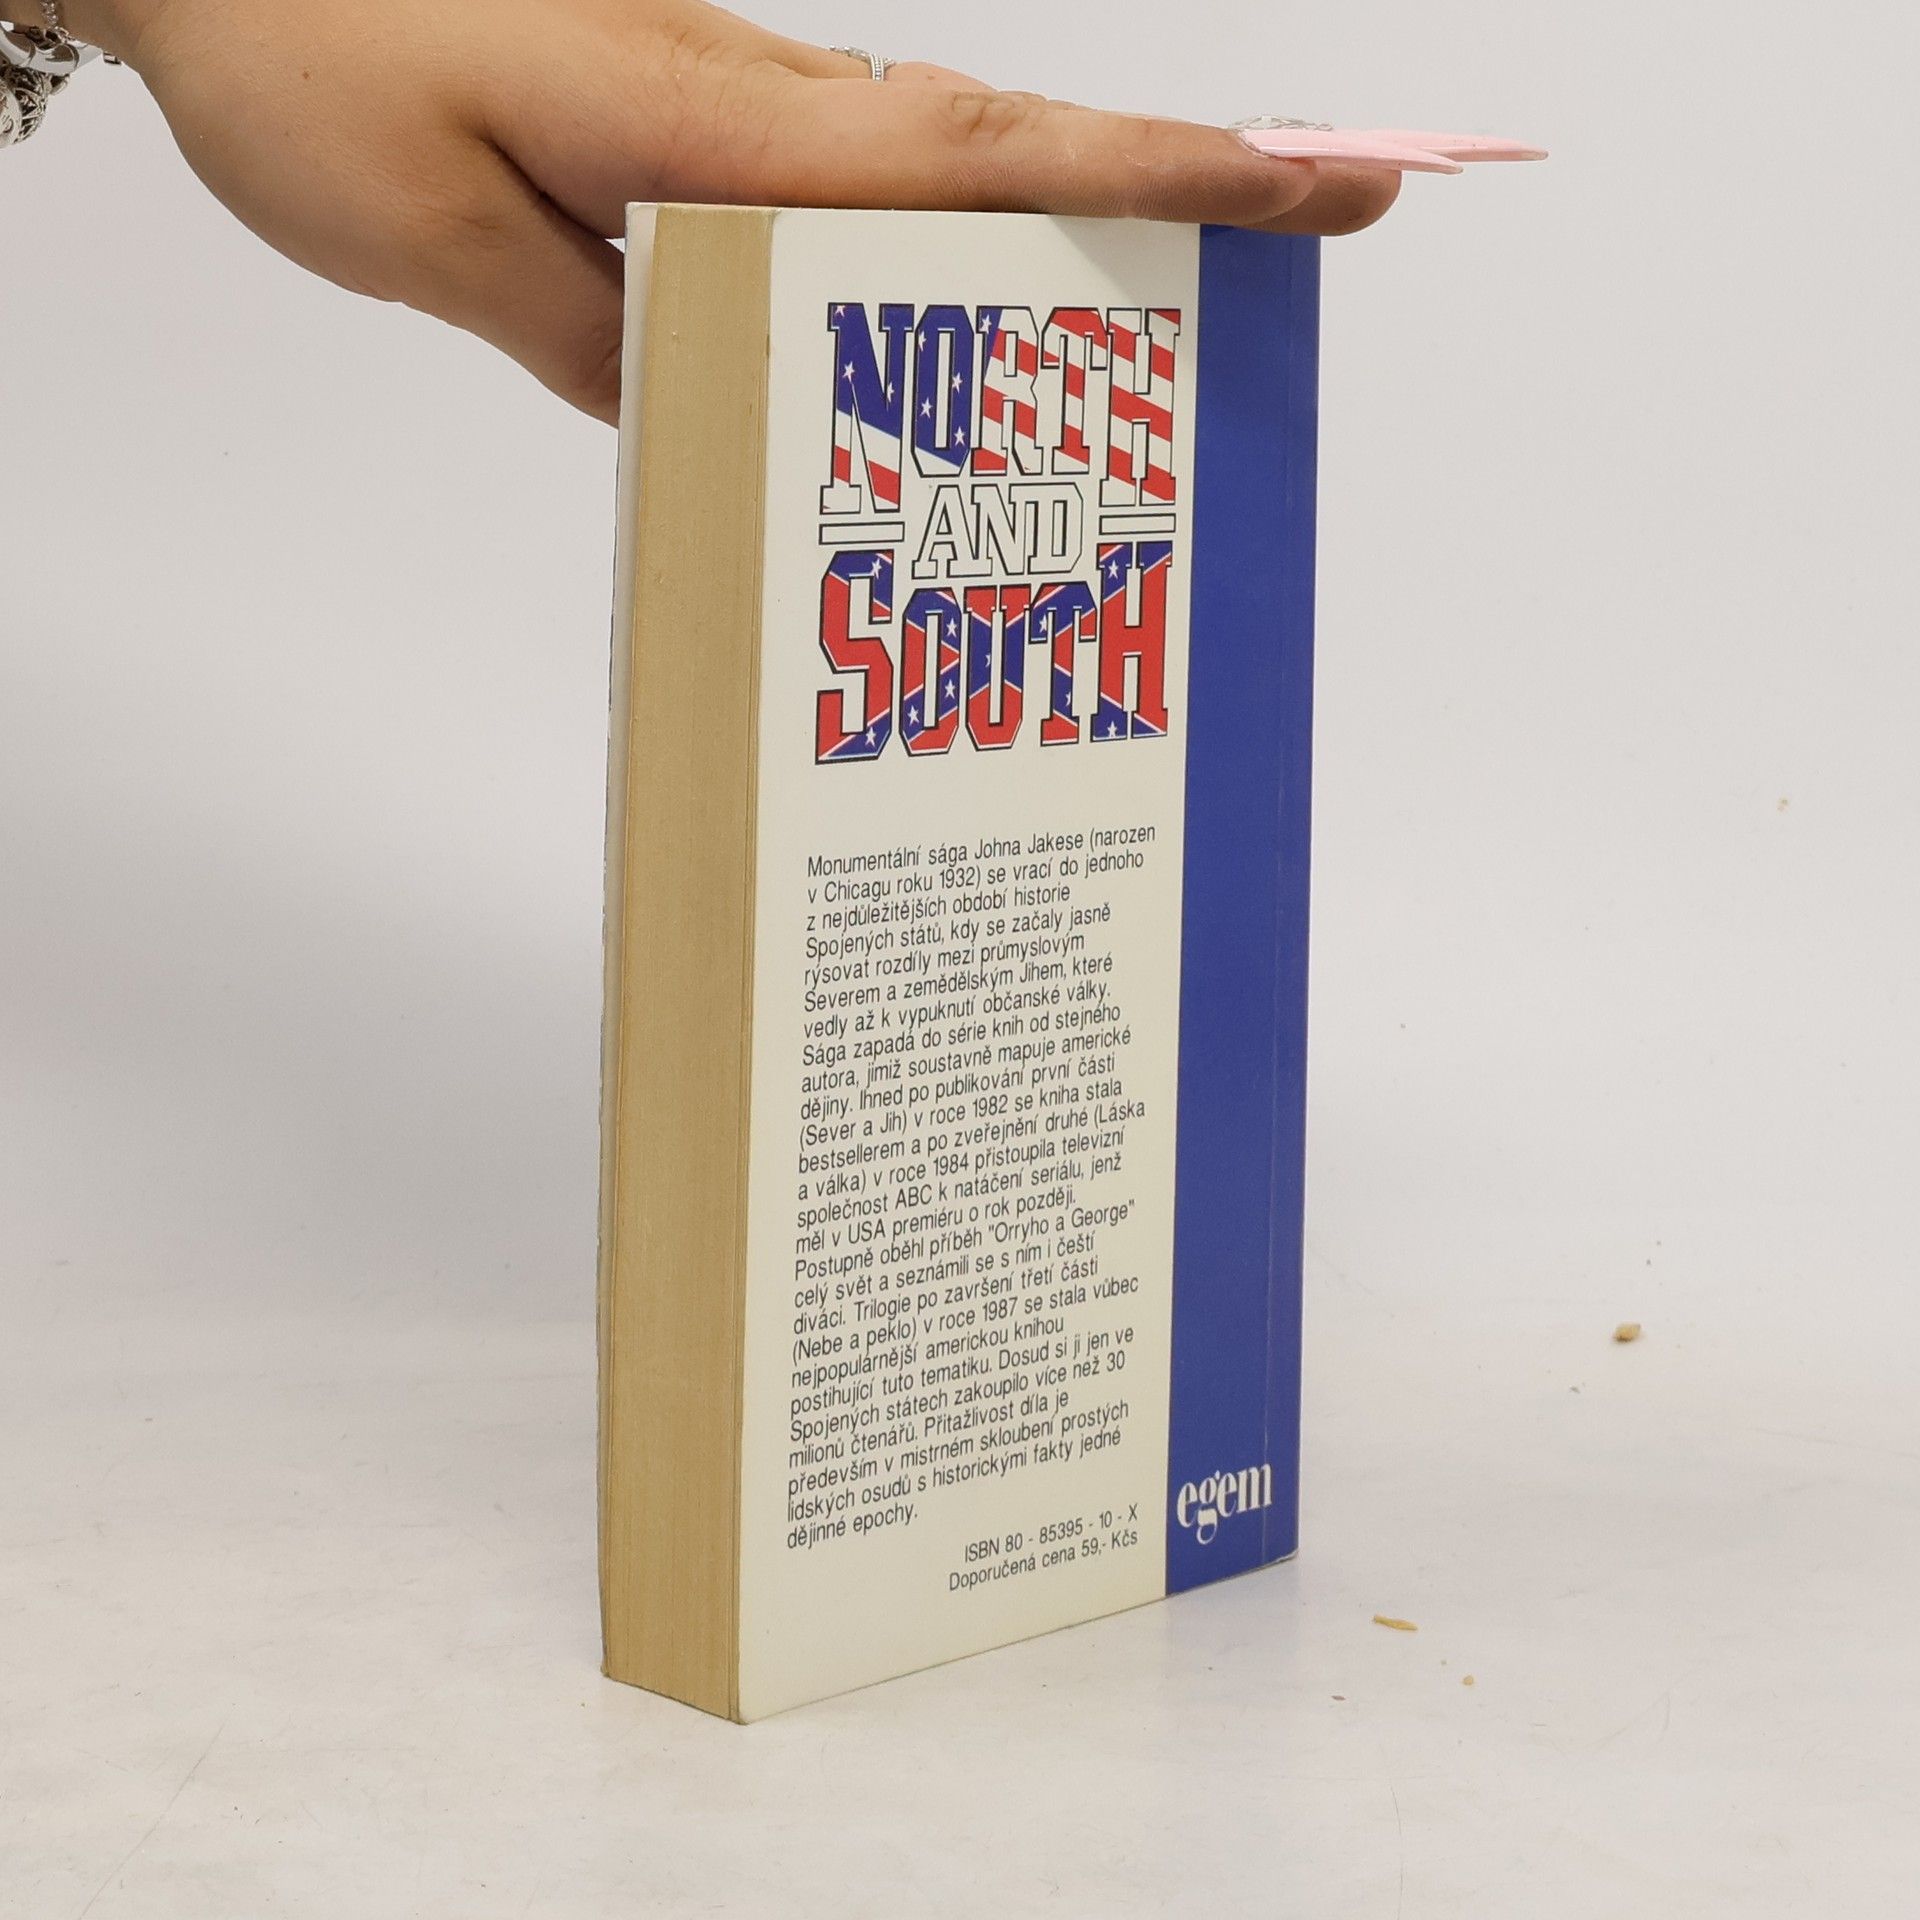 NORTH
AND
SOUTH
Monumentální sága Johna Jakese (narozen
v Chicagu roku 1932) se vrací do jednoho
z nejdůležitějších období historie
Spojených států, kdy se začaly jasně
rýsovat rozdíly mezi průmyslovým
Severem a zemědělským Jihem, které
vedly až k vypuknutí občanské války.
Sága zapadá do série knih od stejného
autora, jimiž soustavně mapuje americké
dějiny. Ihned po publikování první části
(Sever a Jih) v roce 1982 se kniha stala
bestsellerem a po zveřejnění druhé (Láska
a válka) v roce 1984 přistoupila televizní
společnost ABC k natáčení seriálu, jenž
měl v USA premiéru o rok později.
Postupně oběhl příběh "Orryho a George"
celý svět a seznámili se s ním i čeští
diváci. Trilogie po završení třetí části
(Nebe a peklo) v roce 1987 se stala vůbec
nejpopulárnější americkou knihou
postihující tuto tematiku. Dosud si ji jen ve
Spojených státech zakoupilo více než 30
milionů čtenářů. Přitažlivost díla je
především v mistrném skloubení prostých
lidských osudů s historickými fakty jedné
dějinné epochy.
ISBN 80 - 85395 - 10 - X
Doporučená cena 59,- Kčs
egem